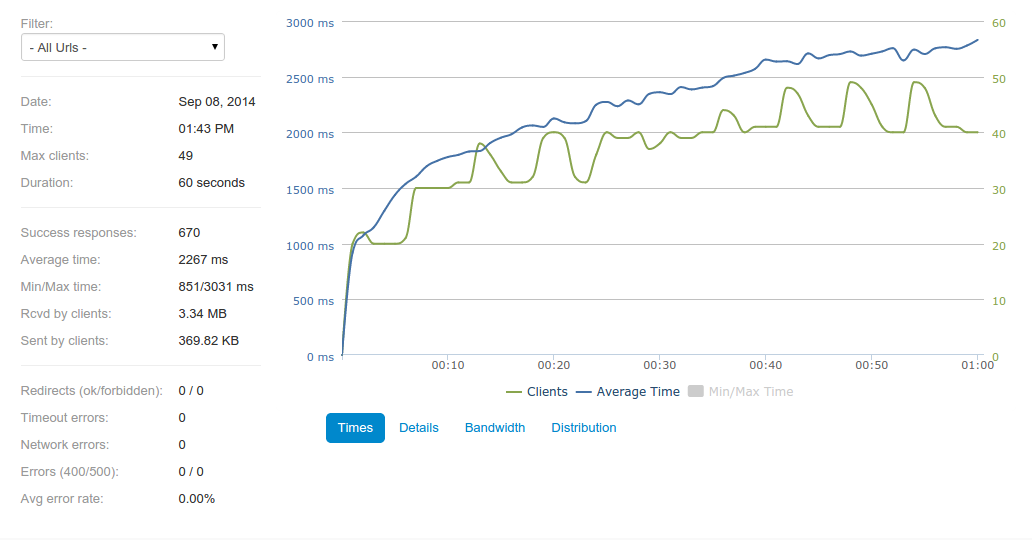 Filter:
- All Urls -
Date: Sep 08, 2014
Time: 01:43 PM
Max clients: 49
Duration: 60 seconds
Success responses: 670
Average time: 2267 ms
Min/Max time: 851/3031 ms
Rcvd by clients: 3.34 MB
Sent by clients: 369.82 KB
Redirects (ok/forbidden): 0 / 0
Timeout errors: 0
Network errors: 0
Errors (400/500): 0 / 0
Avg error rate: 0.00%
3000 ms 60
2500 ms 50
2000 ms 40
1500 ms 30
1000 ms 20
500 ms 10
0 ms 0
00:10 00:20 00:30 00:40 00:50 01:00
Clients Average Time Min/Max Time
Times Details Bandwidth Distribution